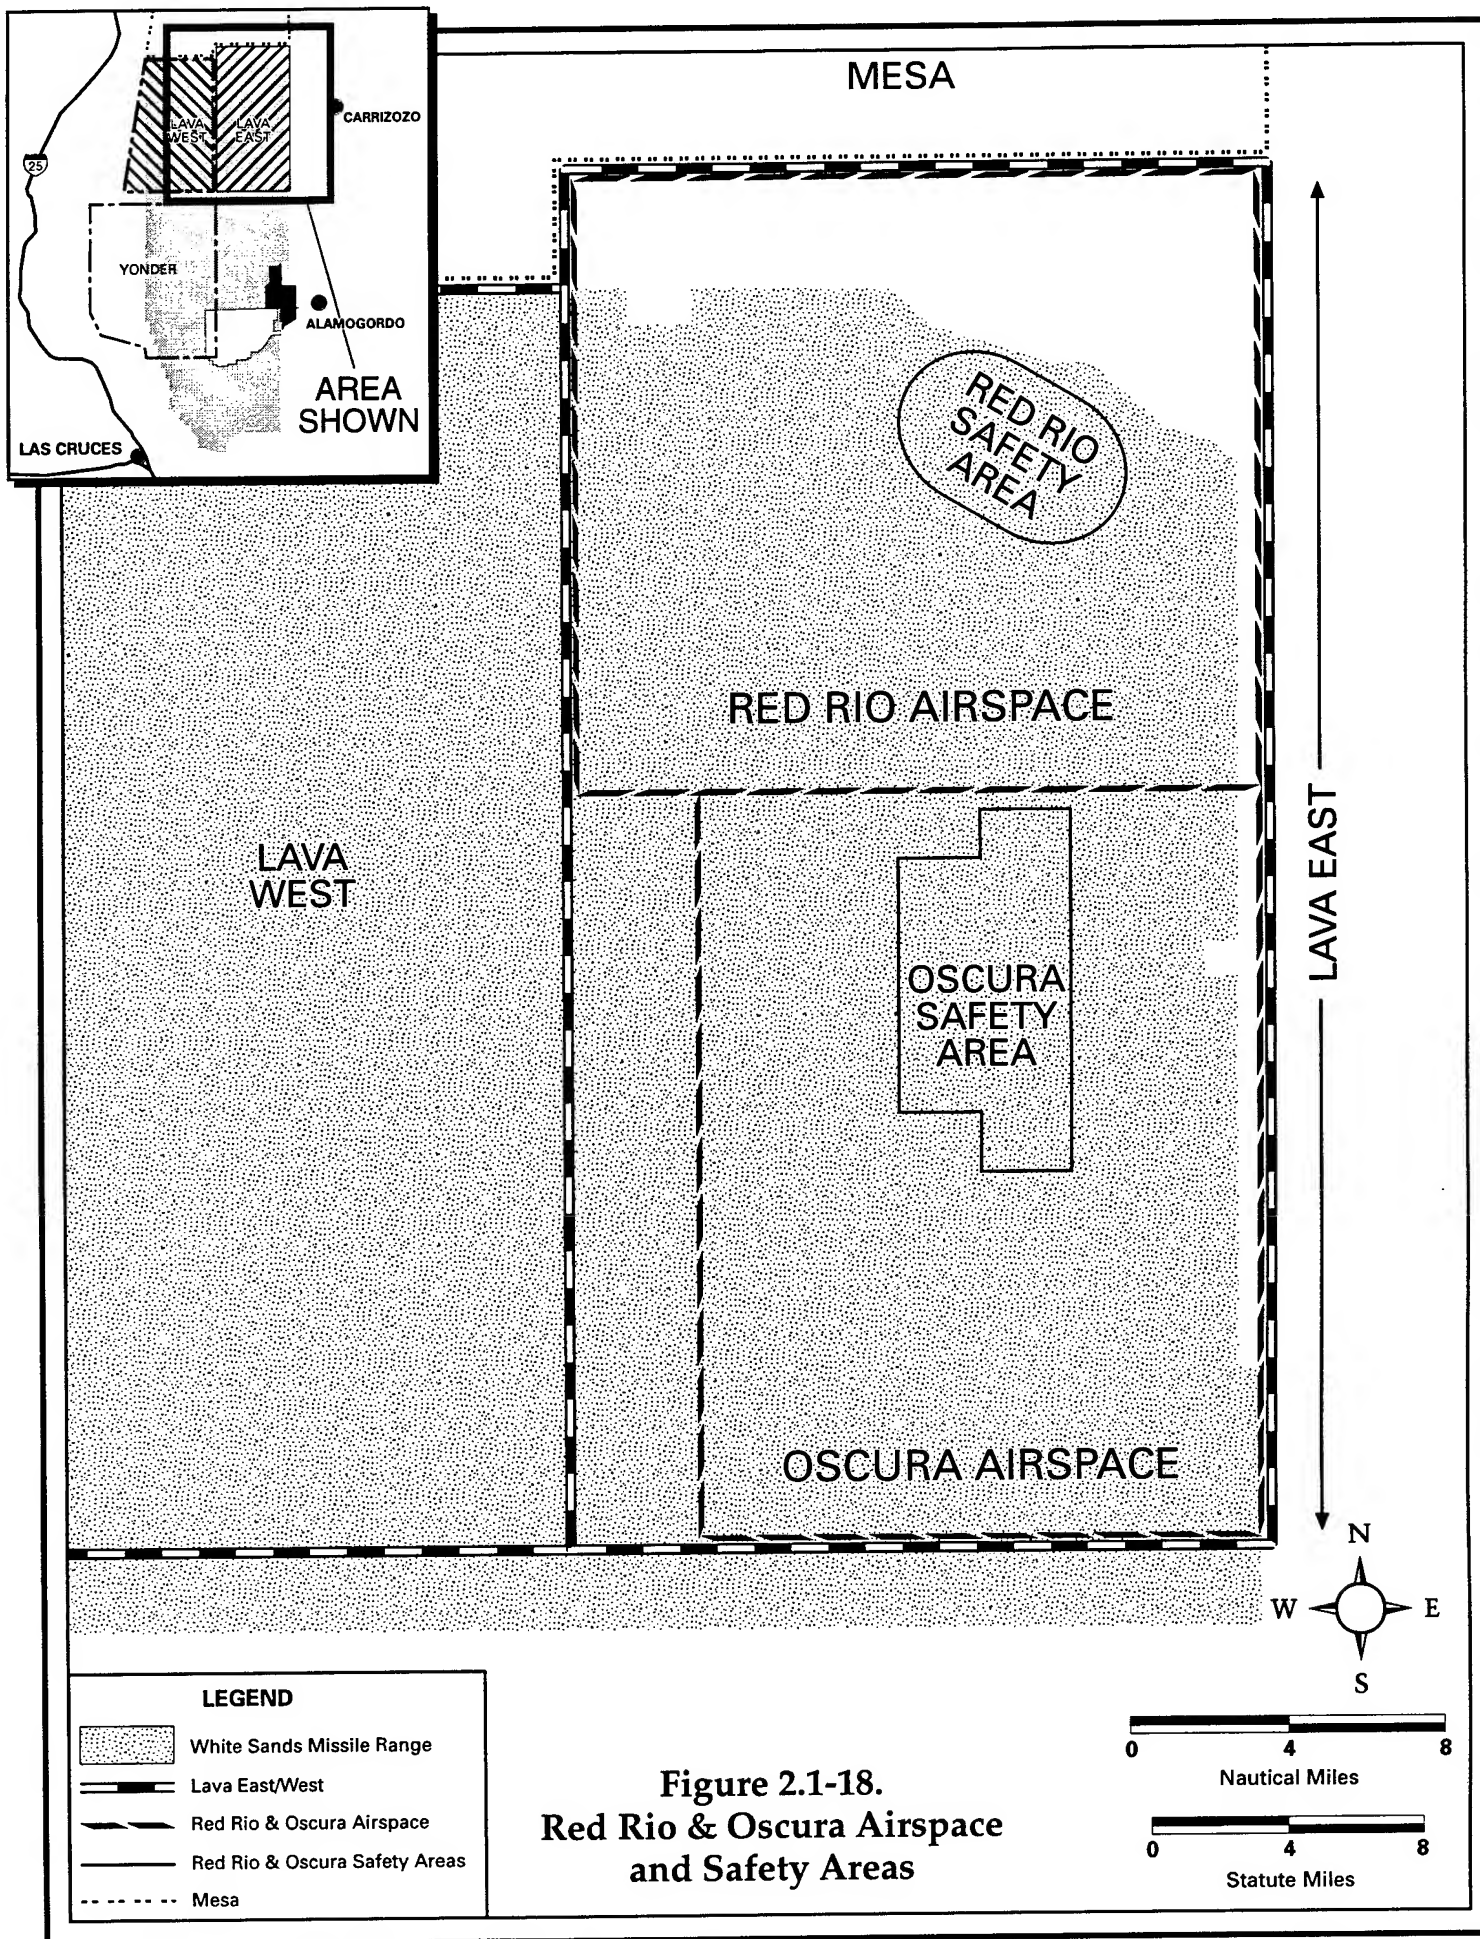 25
LAVA
WEST
LAVA
EAST
CARRIZOZO
YONDER
ALAMOGORDO
AREA
SHOWN
LAS CRUCES
MESA
RED RIO
SAFETY
AREA
RED RIO AIRSPACE
LAVA
WEST
LAVA EAST
OSCURA
SAFETY
AREA
OSCURA AIRSPACE
N
W
E
S
LEGEND
White Sands Missile Range
Lava East/West
Red Rio & Oscura Airspace
Red Rio & Oscura Safety Areas
Mesa
Figure 2.1-18.
Red Rio & Oscura Airspace
and Safety Areas
0 4 8
Nautical Miles
0 4 8
Statute Miles